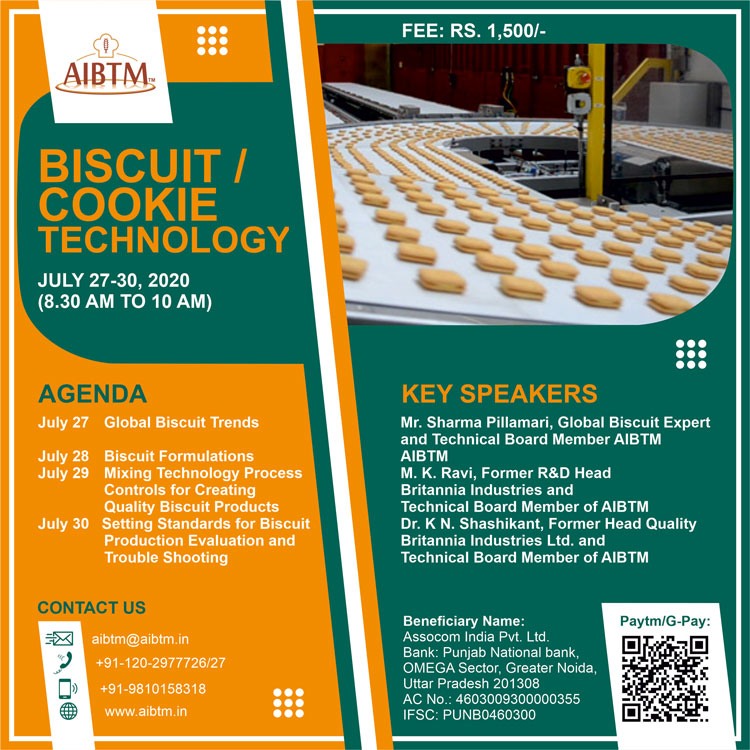 AIBTM TM
FEE: RS. 1,500/-
BISCUIT /
COOKIE
TECHNOLOGY
JULY 27-30, 2020
(8.30 AM TO 10 AM)
AGENDA
July 27 Global Biscuit Trends
July 28 Biscuit Formulations
July 29 Mixing Technology Process
Controls for Creating
Quality Biscuit Products
July 30 Setting Standards for Biscuit
Production Evaluation and
Trouble Shooting
KEY SPEAKERS
Mr. Sharma Pillamari, Global Biscuit Expert
and Technical Board Member AIBTM
AIBTM
M. K. Ravi, Former R&D Head
Britannia Industries and
Technical Board Member of AIBTM
Dr. K N. Shashikant, Former Head Quality
Britannia Industries Ltd. and
Technical Board Member of AIBTM
CONTACT US
aibtm@aibtm.in
+91-120-2977726/27
+91-9810158318
www.aibtm.in
Beneficiary Name:
Assocom India Pvt. Ltd.
Bank: Punjab National bank,
OMEGA Sector, Greater Noida,
Uttar Pradesh 201308
AC No.: 4603009300000355
IFSC: PUNB0460300
Paytm/G-Pay: